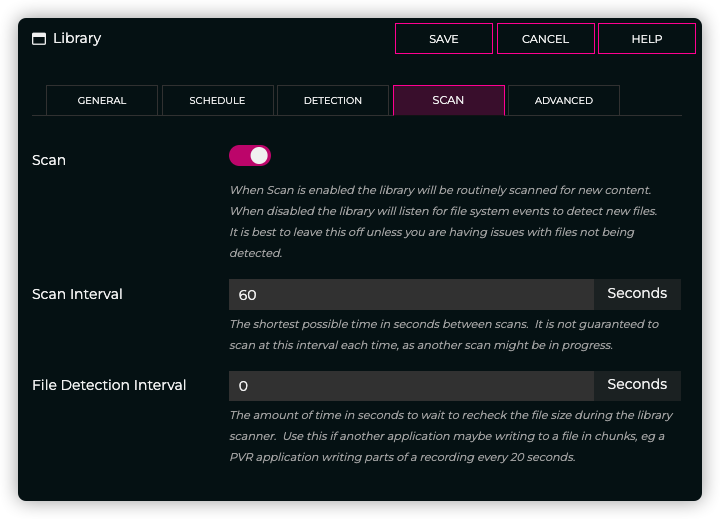 Library
SAVE
CANCEL
HELP
GENERAL
SCHEDULE
DETECTION
SCAN
ADVANCED
Scan
When Scan is enabled the library will be routinely scanned for new content.
When disabled the library will listen for file system events to detect new files.
It is best to leave this off unless you are having issues with files not being
detected.
Scan Interval
60
Seconds
The shortest possible time in seconds between scans.  It is not guaranteed to
scan at this interval each time, as another scan might be in progress.
File Detection Interval
0
Seconds
The amount of time in seconds to wait to recheck the file size during the library
scanner.  Use this if another application maybe writing to a file in chunks, eg a
PVR application writing parts of a recording every 20 seconds.